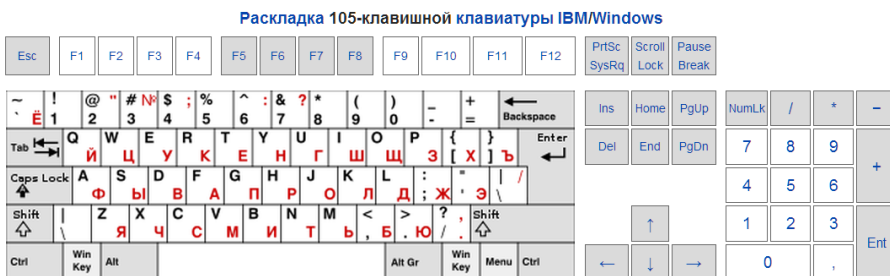 Раскладка 105-клавишной клавиатуры IBM/Windows
Esc F1 F2 F3 F4 F5 F6 F7 F8 F9 F10 F11 F12 PrtSc SysRq Scroll Lock Pause Break
~ ` Ё ! 1 @ " 2 # № 3 $ ; 4 % 5 ^ : 6 & ? 7 * 8 ( 9 ) 0 _ - + = Backspace Ins Home PgUp NumLk / * −
Tab Q Й W Ц E У R К T Е Y Н U Г I Ш O Щ P З { [ Х } ] Ъ Enter Del End PgDn 7 8 9 +
Caps Lock A Ф S Ы D В F А G П H Р J О K Л L Д : ; Ж " ' Э | / \ 4 5 6
Shift | \ Z Я X Ч C С V М B И N Т M Ь < , Б > . Ю ? , / . Shift ↑ 1 2 3 Ent
Ctrl Win Key Alt Alt Gr Win Key Menu Ctrl ← ↓ → 0 ,